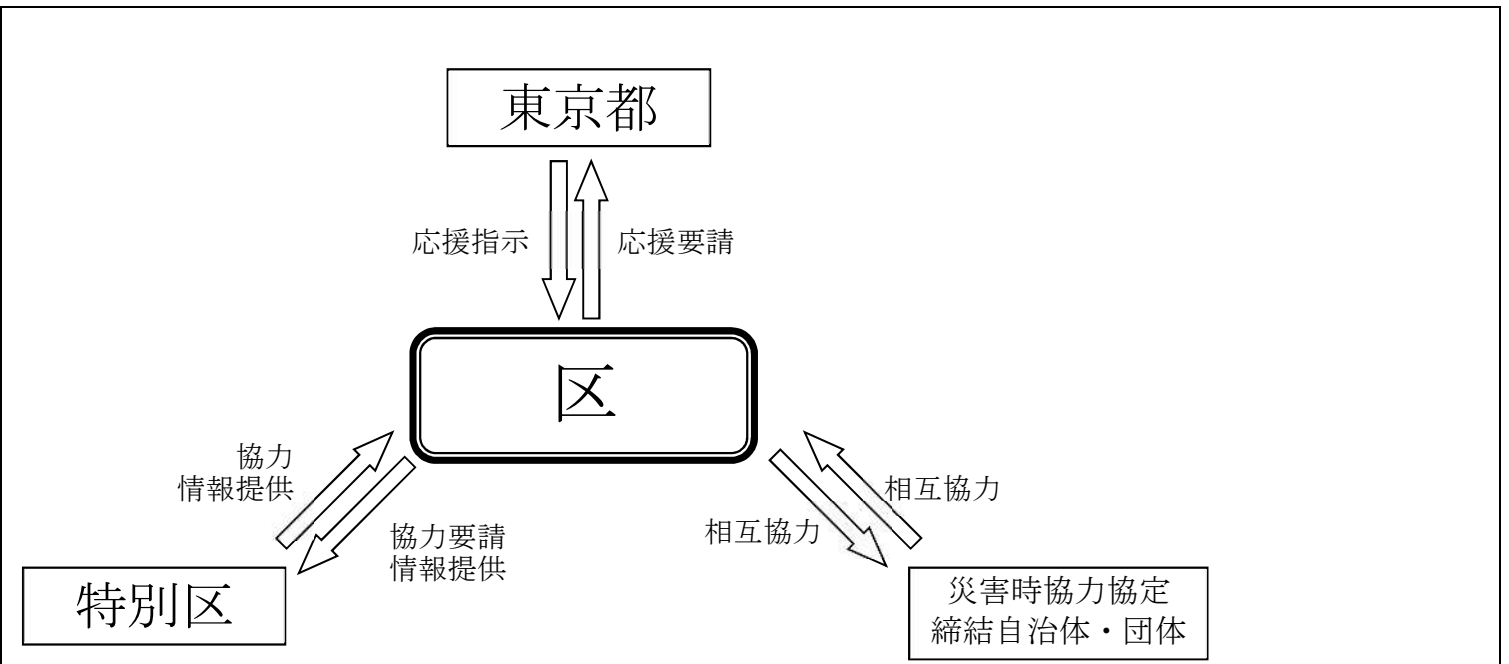 東京都
応援指示
応援要請
区
協力
情報提供
協力要請
情報提供
相互協力
相互協力
特別区
災害時協力協定
締結自治体・団体